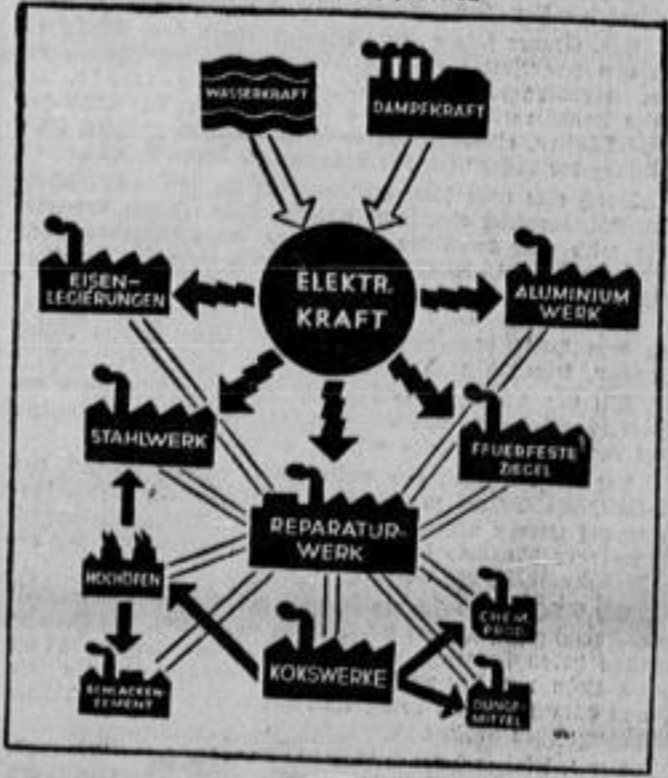 WASSERKRAFT
DAMPFKRAFT
ELEKTR.
KRAFT
EISEN-
LEGIERUNGEN
ALUMINIUM
WERK
STAHLWERK
FEUERFESTE
ZIEGEL
REPARATUR-
WERK
HOCHÖFEN
CHEM.
PROD.
KOKSWERKE
SCHLACKEN-
ZEMENT
DÜNGE-
MITTEL